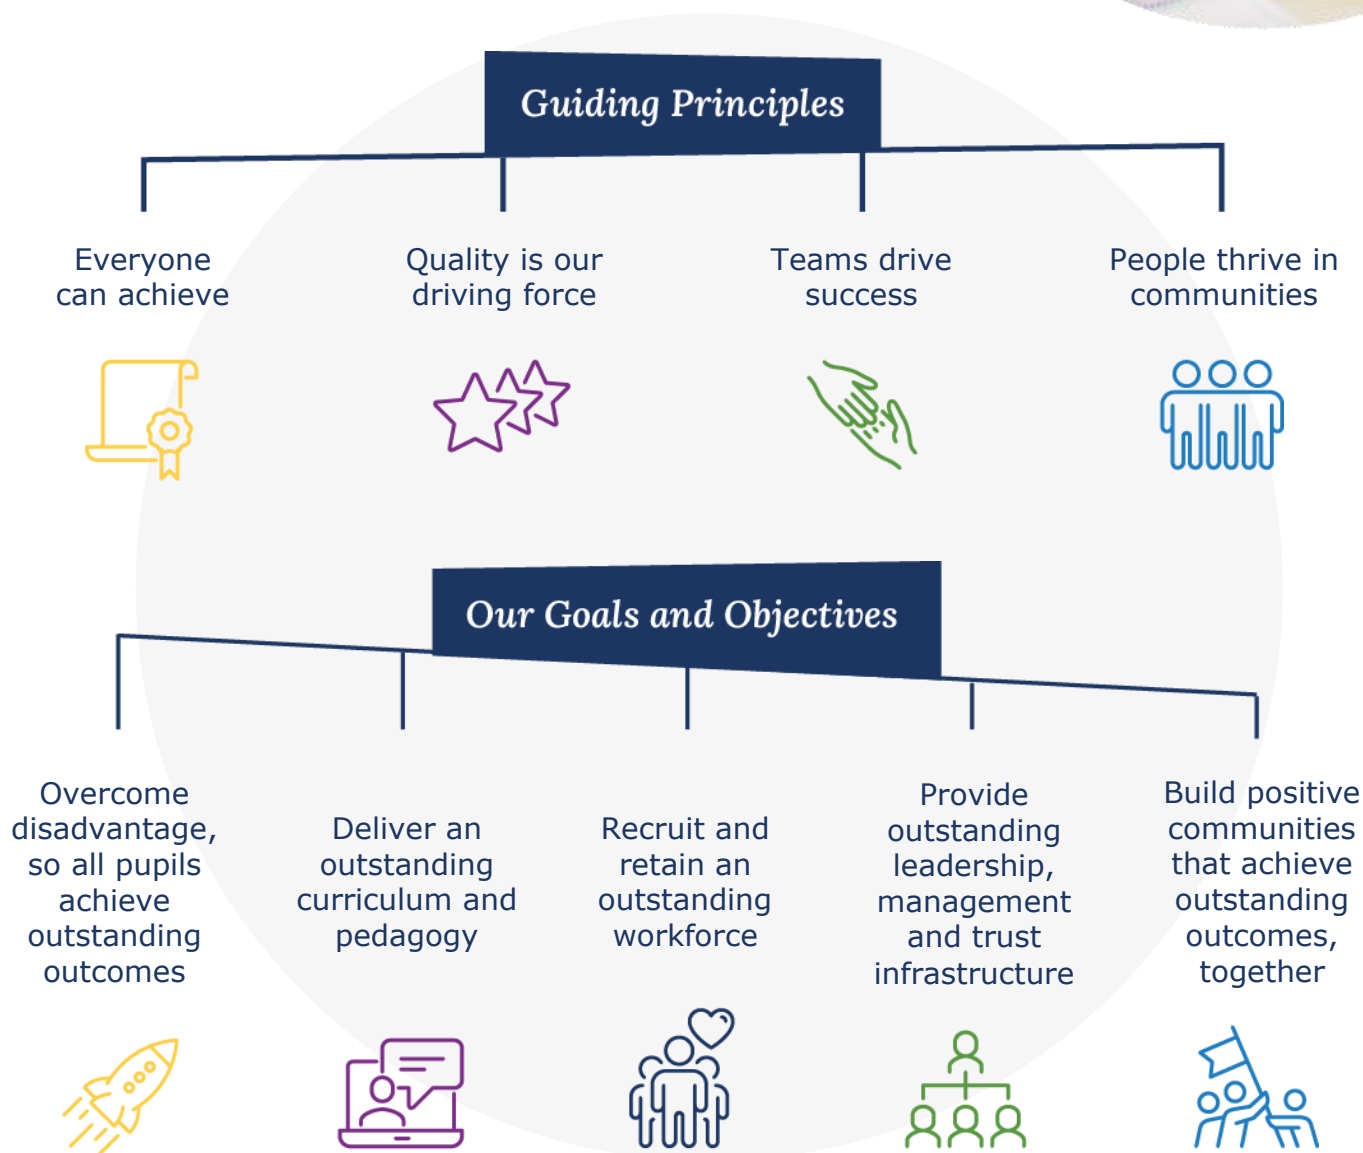 Guiding Principles
Everyone
can achieve
Quality is our
driving force
Teams drive
success
People thrive in
communities
Our Goals and Objectives
Overcome
disadvantage,
so all pupils
achieve
outstanding
outcomes
Deliver an
outstanding
curriculum and
pedagogy
Recruit and
retain an
outstanding
workforce
Provide
outstanding
leadership,
management
and trust
infrastructure
Build positive
communities
that achieve
outstanding
outcomes,
together